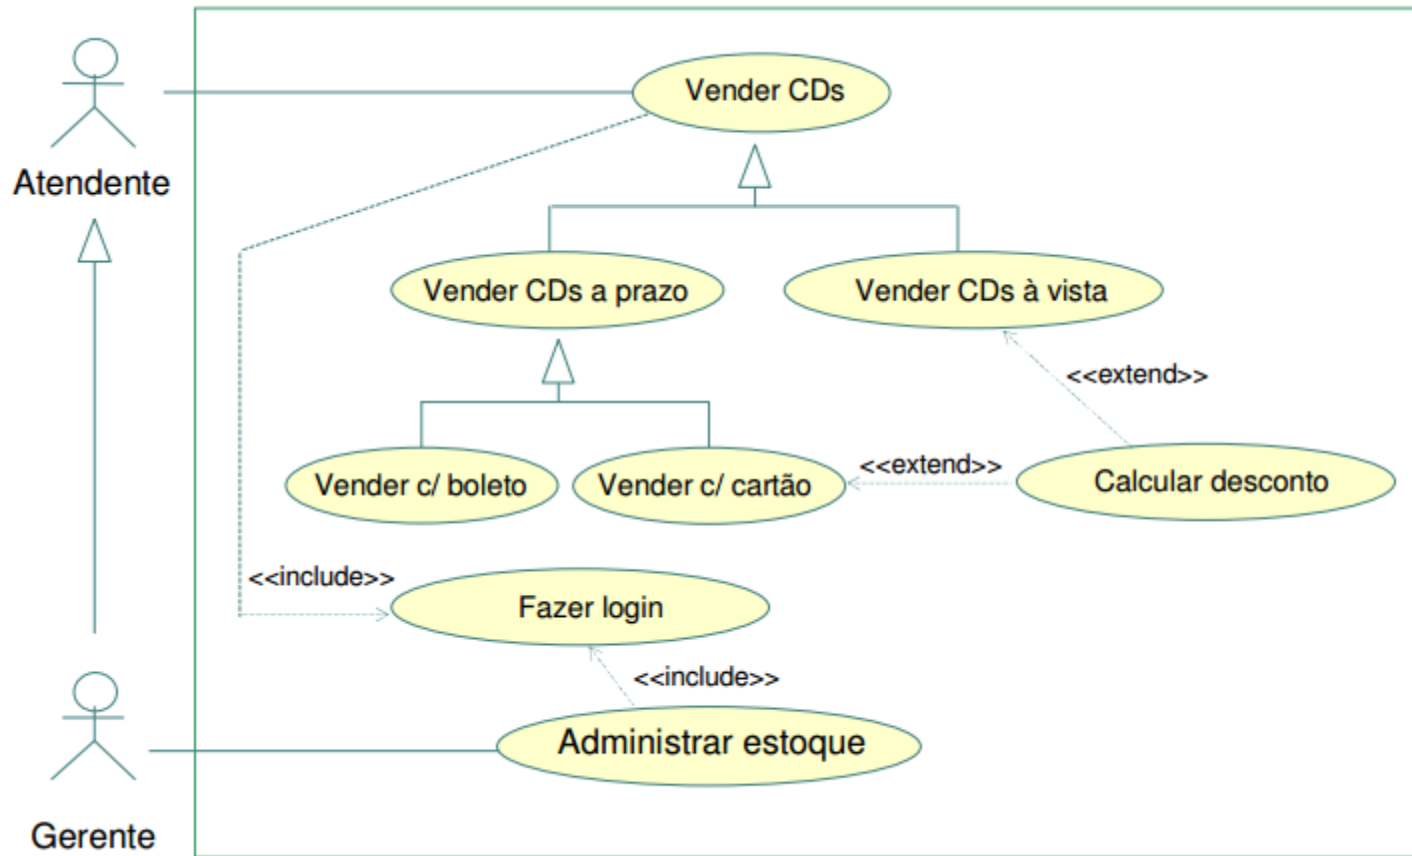 Vender CDs
Atendente
Vender CDs a prazo
Vender CDs à vista
<<extend>>
Vender c/ boleto
Vender c/ cartão
<<extend>>
Calcular desconto
<<include>>
Fazer login
<<include>>
Administrar estoque
Gerente